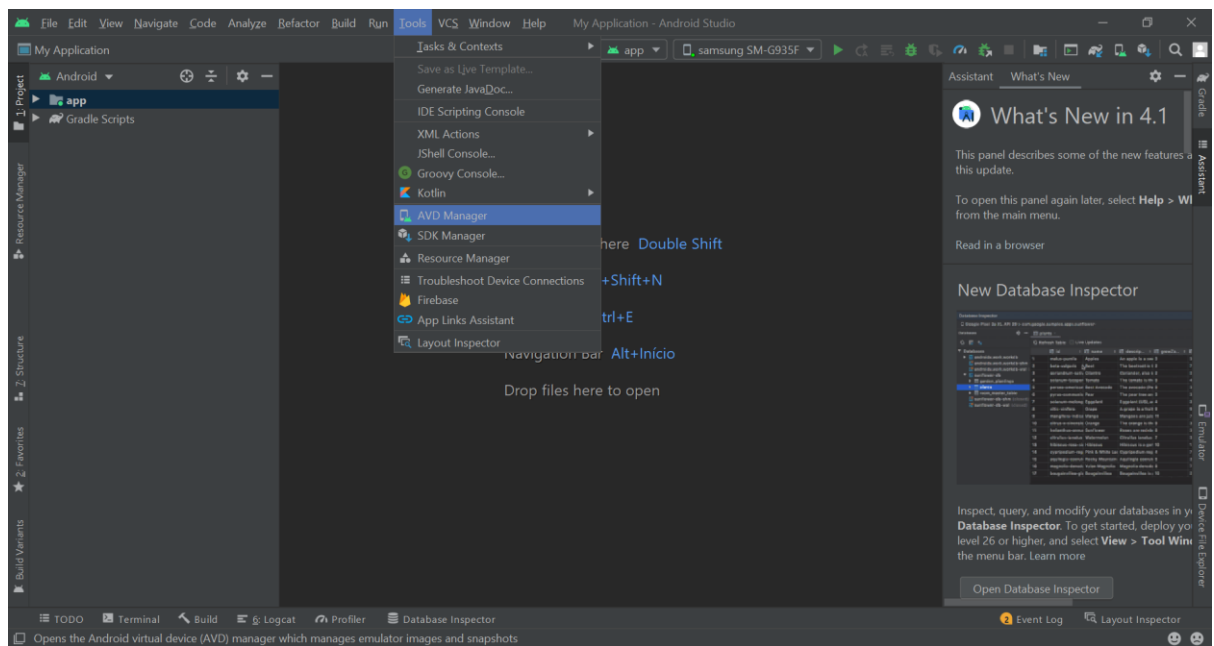 File Edit View Navigate Code Analyze Refactor Build Run Tools VCS Window Help My Application - Android Studio
My Application
app
samsung SM-G935F
Android
app
Gradle Scripts
1: Project
Resource Manager
Z: Structure
2: Favorites
Build Variants
Tasks & Contexts
Save as Live Template...
Generate JavaDoc...
IDE Scripting Console
XML Actions
JShell Console...
Groovy Console...
Kotlin
AVD Manager
SDK Manager
Resource Manager
Troubleshoot Device Connections
Firebase
App Links Assistant
Layout Inspector
here Double Shift
+Shift+N
trl+E
Navigation Bar Alt+Início
Drop files here to open
Assistant What's New
What's New in 4.1
This panel describes some of the new features a
this update.
To open this panel again later, select Help > Wl
from the main menu.
Read in a browser
New Database Inspector
Inspect, query, and modify your databases in y
Database Inspector. To get started, deploy yo
level 26 or higher, and select View > Tool Win
the menu bar. Learn more
Open Database Inspector
Gradle
Assistant
Emulator
Device File Explorer
TODO Terminal Build 6: Logcat Profiler Database Inspector
2 Event Log Layout Inspector
Opens the Android virtual device (AVD) manager which manages emulator images and snapshots